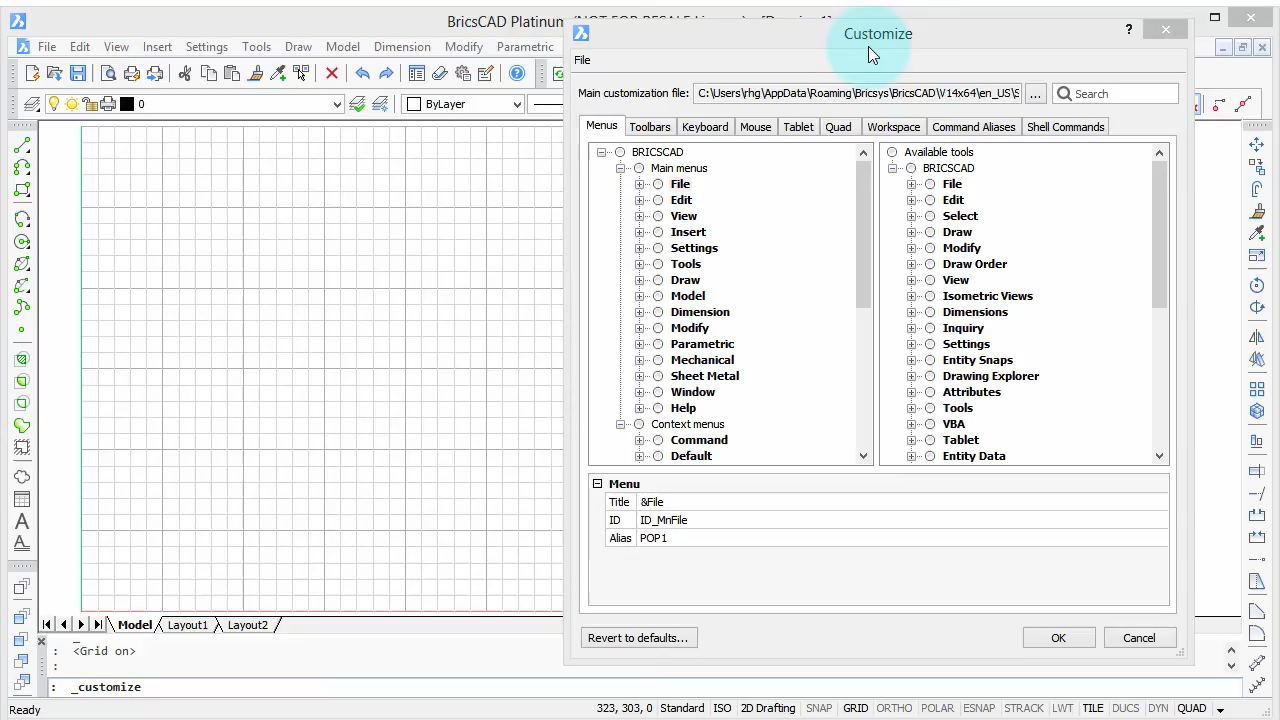 BricsCAD Platinum
Customize
File Edit View Insert Settings Tools Draw Model Dimension Modify Parametric
File
Main customization file: C:\Users\rhg\AppData\Roaming\Bricsys\BricsCAD\V14x64\en_US\S ... Search
0 ByLayer
Menus Toolbars Keyboard Mouse Tablet Quad Workspace Command Aliases Shell Commands
BRICSCAD
Main menus
File
Edit
View
Insert
Settings
Tools
Draw
Model
Dimension
Modify
Parametric
Mechanical
Sheet Metal
Window
Help
Context menus
Command
Default
Available tools
BRICSCAD
File
Edit
Select
Draw
Modify
Draw Order
View
Isometric Views
Dimensions
Inquiry
Settings
Entity Snaps
Drawing Explorer
Attributes
Tools
VBA
Tablet
Entity Data
Menu
Title &File
ID ID_MnFile
Alias POP1
Revert to defaults... OK Cancel
Model Layout1 Layout2
: <Grid on>
:
: _customize
Ready 323, 303, 0 Standard ISO 2D Drafting SNAP GRID ORTHO POLAR ESNAP STRACK LWT TILE DUCS DYN QUAD